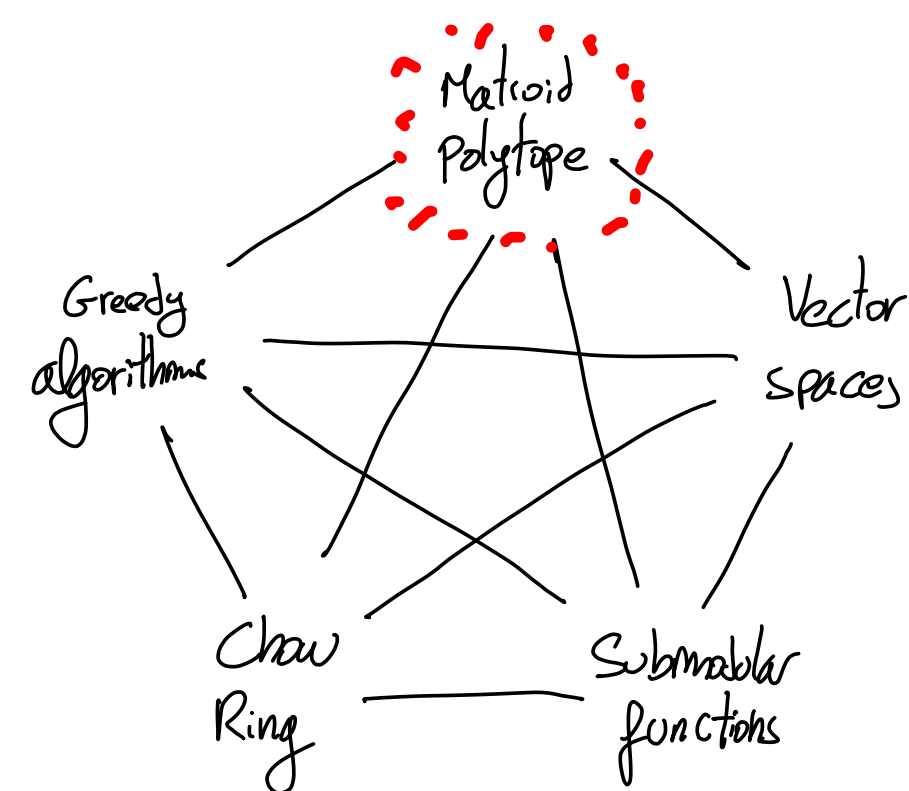 Matroid
Polytope
Greedy
algorithms
Vector
spaces
Chow
Ring
Submodular
functions